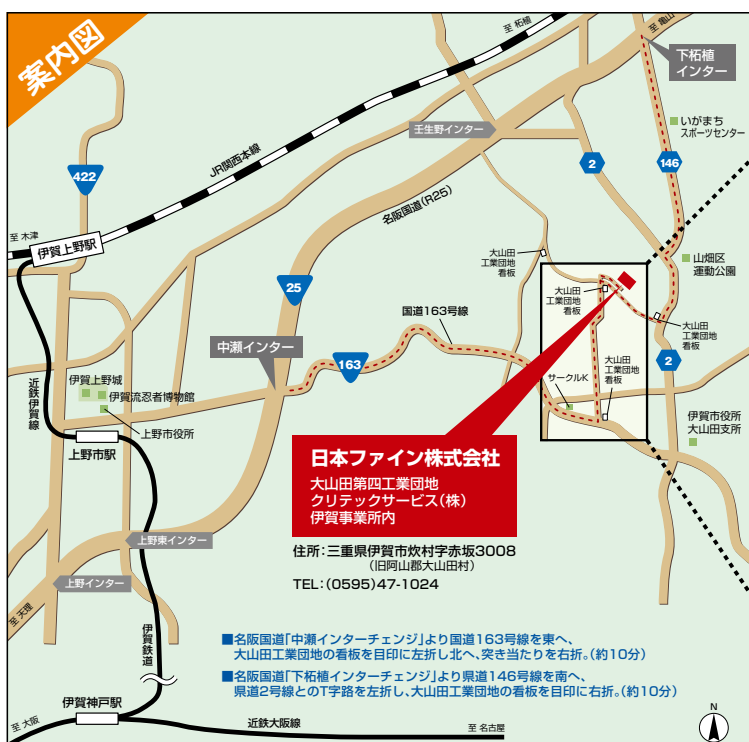 案内図
至 柘植
至 亀山
下柘植
インター
いがまち
スポーツセンター
壬生野インター
2
146
422
JR関西本線
名阪国道(R25)
至 木津
伊賀上野駅
25
大山田
工業団地
看板
山畑区
運動公園
大山田
工業団地
看板
国道163号線
大山田
工業団地
看板
中瀬インター
163
大山田
工業団地
看板
2
サークルK
伊賀上野城
伊賀流忍者博物館
上野市役所
近鉄伊賀線
上野市駅
伊賀市役所
大山田支所
日本ファイン株式会社
大山田第四工業団地
クリテックサービス(株)
伊賀事業所内
住所:三重県伊賀市炊村字赤坂3008
(旧阿山郡大山田村)
TEL:(0595)47-1024
上野東インター
上野インター
至 天理
伊賀鉄道
■名阪国道「中瀬インターチェンジ」より国道163号線を東へ、
大山田工業団地の看板を目印に左折し北へ、突き当たりを右折。(約10分)
■名阪国道「下柘植インターチェンジ」より県道146号線を南へ、
県道2号線とのT字路を左折し、大山田工業団地の看板を目印に右折。(約10分)
伊賀神戸駅
至 大阪
近鉄大阪線
至 名古屋
N